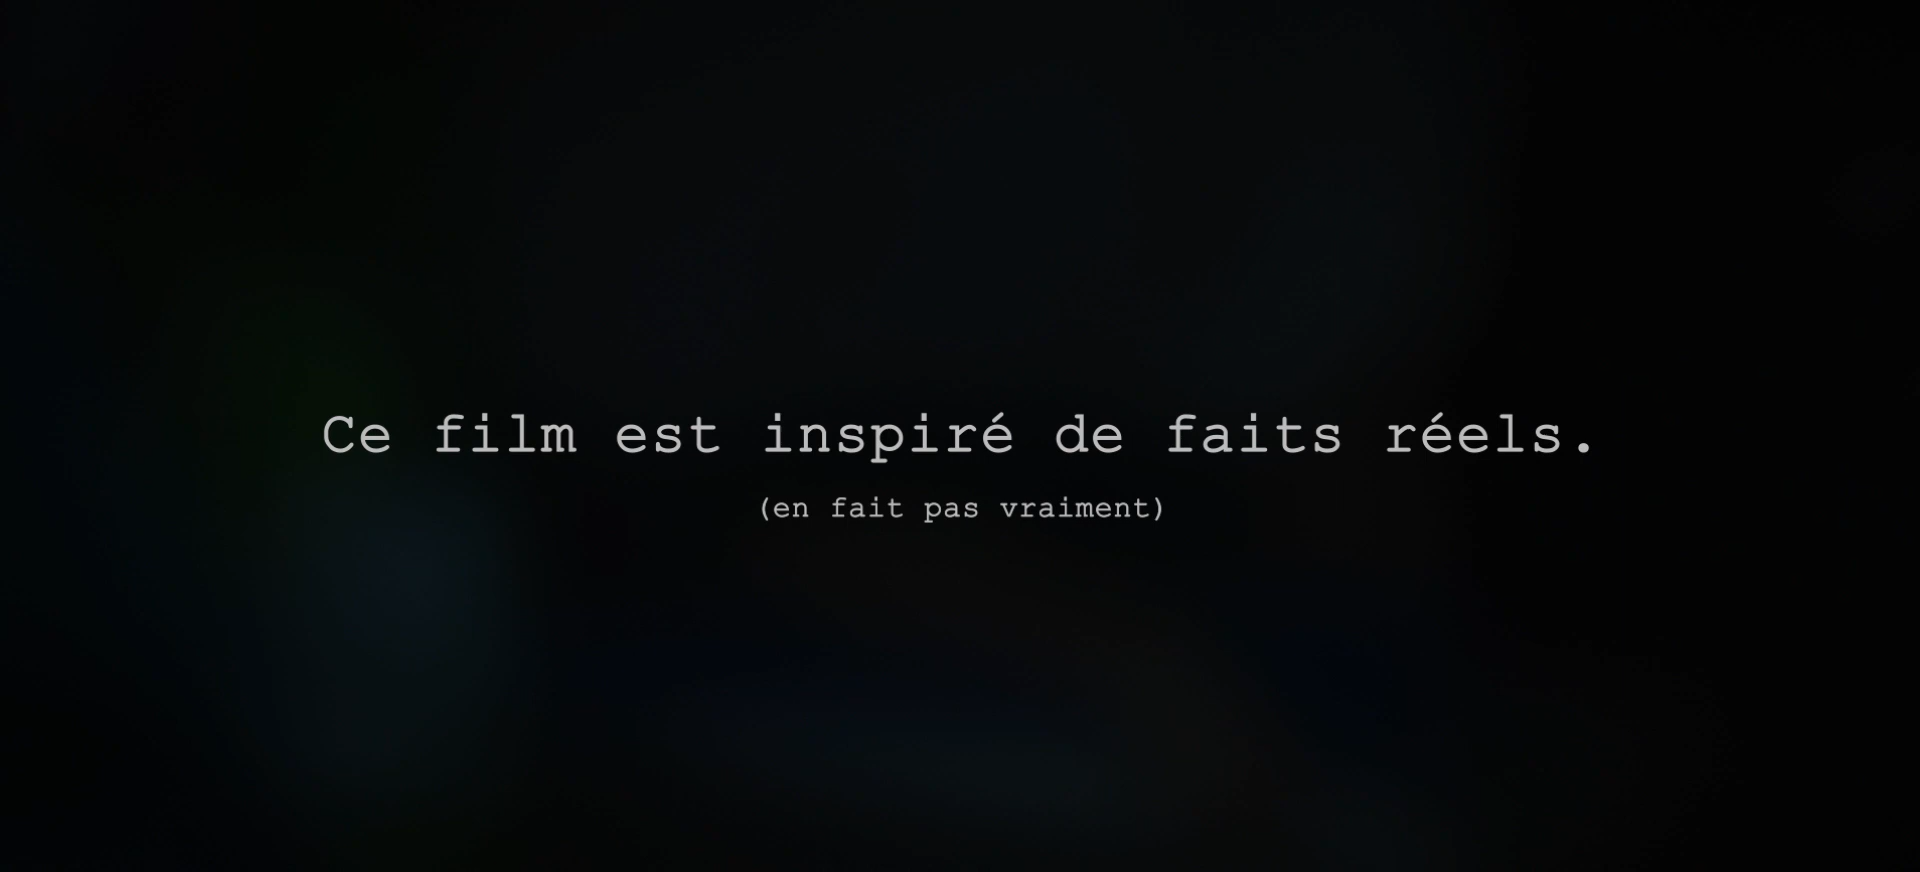 Ce film est inspiré de faits réels.
(en fait pas vraiment)